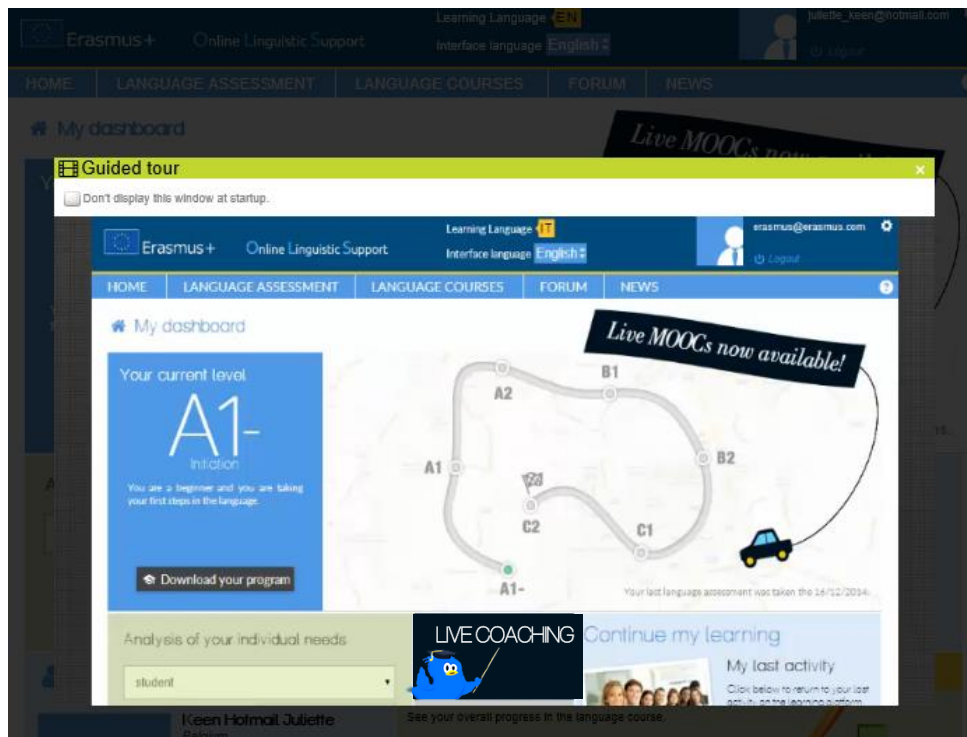 Erasmus+ Online Linguistic Support
Learning Language EN
Interface language English
juliette_keen@hotmail.com
Logout
HOME LANGUAGE ASSESSMENT LANGUAGE COURSES FORUM NEWS
My dashboard
Live MOOCs now
Guided tour
Don't display this window at startup.
Erasmus+ Online Linguistic Support
Learning Language IT
Interface language English
erasmus@erasmus.com
Logout
HOME LANGUAGE ASSESSMENT LANGUAGE COURSES FORUM NEWS
?
My dashboard
Live MOOCs now available!
Your current level
A1-
Initiation
You are a beginner and you are taking
your first steps in the language.
Download your program
A2
B1
A1
B2
C2
C1
A1-
Your last language assessment was taken the 16/12/2014.
Analysis of your individual needs
student
LIVE COACHING
Continue my learning
My last activity
Click below to return to your last
activity on the learning platform
Keen Hotmail Juliette
Belgium
See your overall progress in the language course.